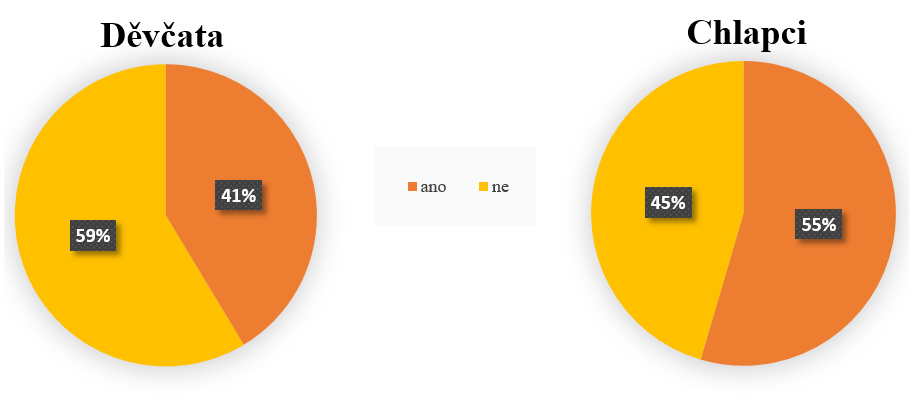 Děvčata
41%
59%
ano
ne
Chlapci
45%
55%